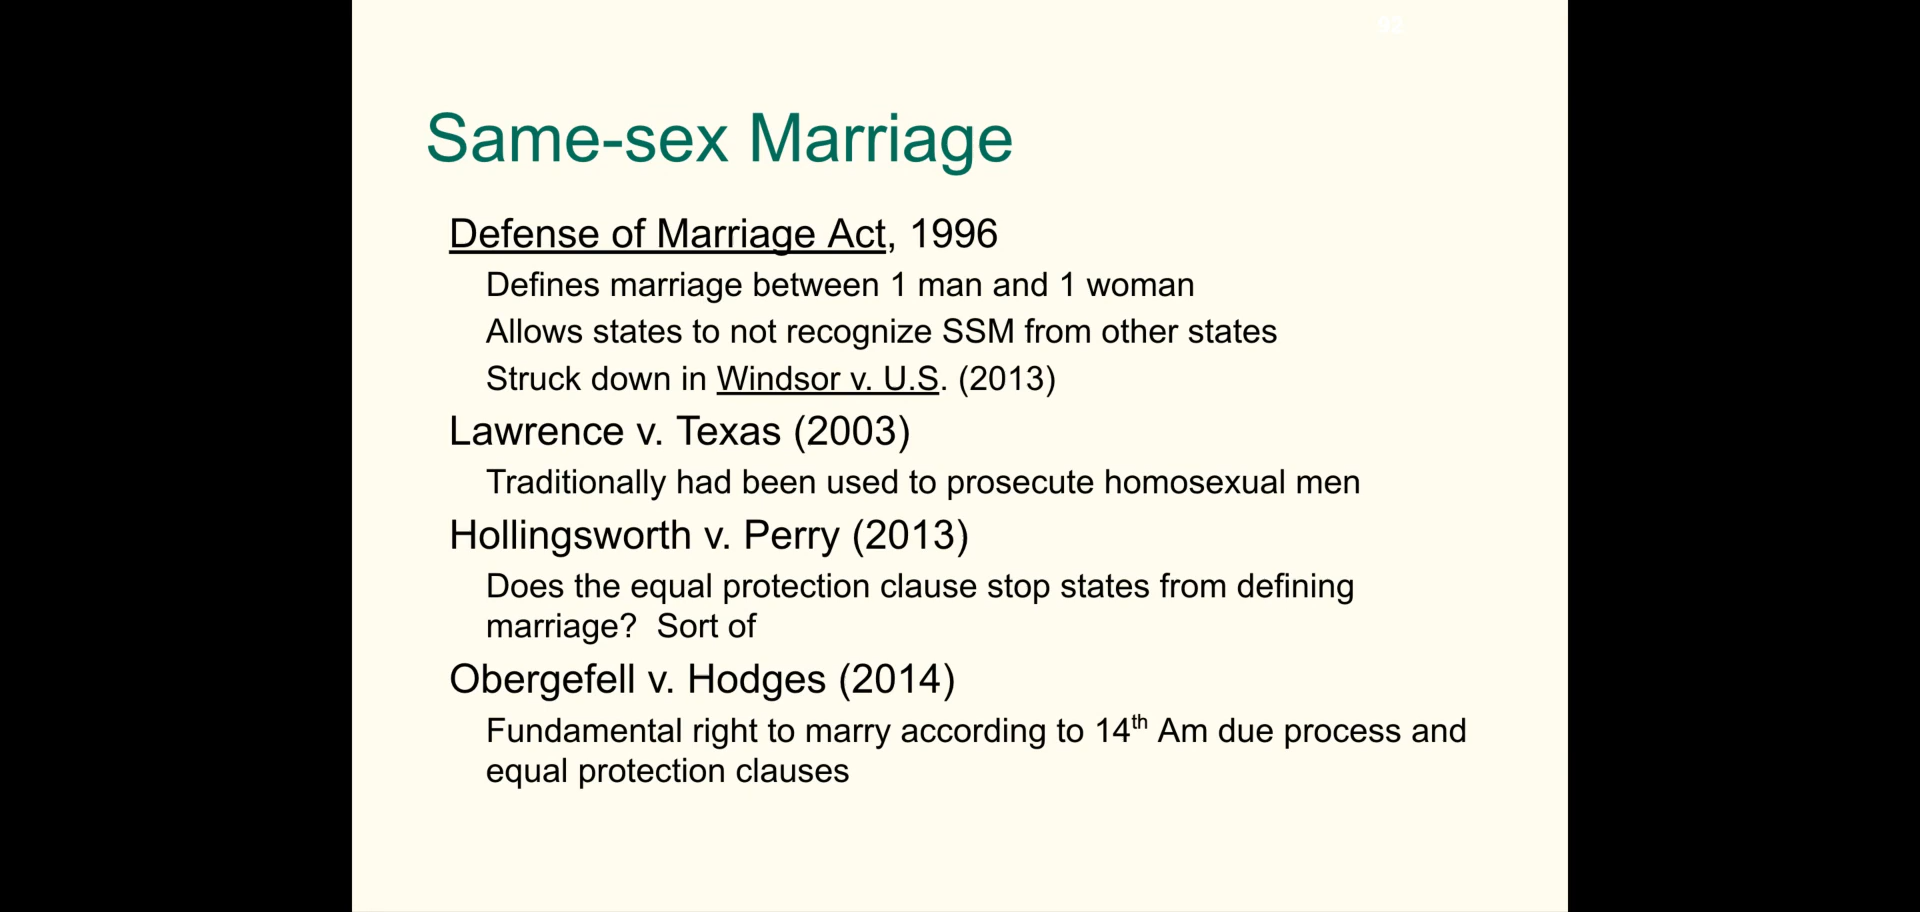 92
Same-sex Marriage
Defense of Marriage Act, 1996
Defines marriage between 1 man and 1 woman
Allows states to not recognize SSM from other states
Struck down in Windsor v. U.S. (2013)
Lawrence v. Texas (2003)
Traditionally had been used to prosecute homosexual men
Hollingsworth v. Perry (2013)
Does the equal protection clause stop states from defining
marriage?  Sort of
Obergefell v. Hodges (2014)
Fundamental right to marry according to 14th Am due process and
equal protection clauses